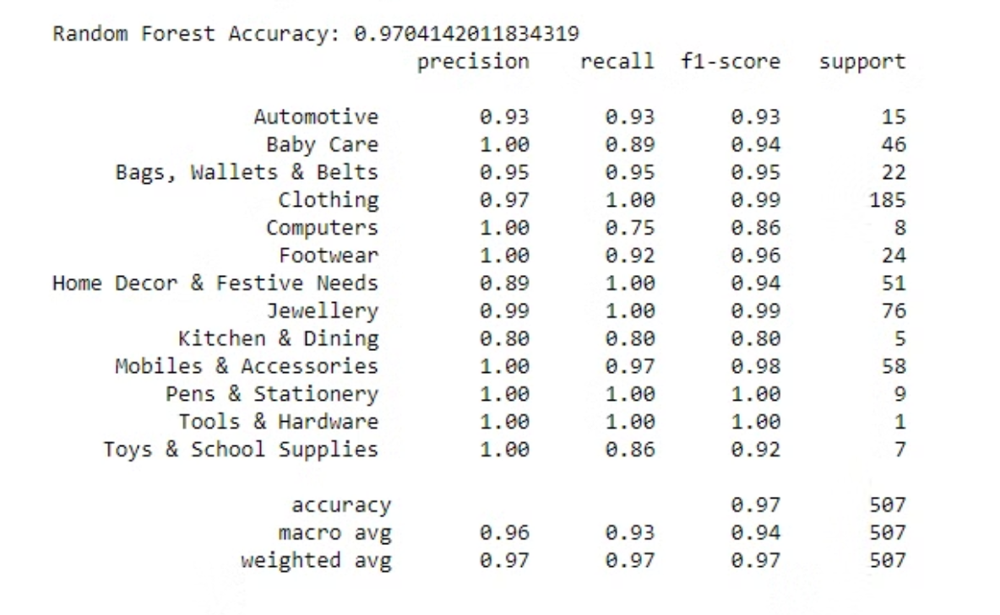 Random Forest Accuracy: 0.9704142011834319
precision recall f1-score support
Automotive 0.93 0.93 0.93 15
Baby Care 1.00 0.89 0.94 46
Bags, Wallets & Belts 0.95 0.95 0.95 22
Clothing 0.97 1.00 0.99 185
Computers 1.00 0.75 0.86 8
Footwear 1.00 0.92 0.96 24
Home Decor & Festive Needs 0.89 1.00 0.94 51
Jewellery 0.99 1.00 0.99 76
Kitchen & Dining 0.80 0.80 0.80 5
Mobiles & Accessories 1.00 0.97 0.98 58
Pens & Stationery 1.00 1.00 1.00 9
Tools & Hardware 1.00 1.00 1.00 1
Toys & School Supplies 1.00 0.86 0.92 7
accuracy 0.97 507
macro avg 0.96 0.93 0.94 507
weighted avg 0.97 0.97 0.97 507